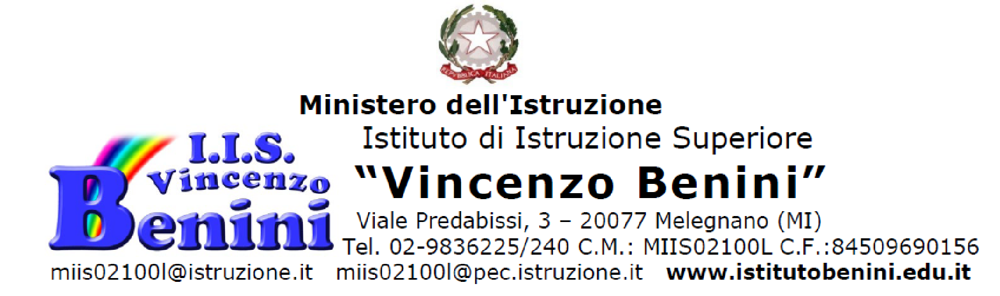 REPVBBLICA ITALIANA
Ministero dell'Istruzione
Istituto di Istruzione Superiore
I.I.S.
Vincenzo
Benini
“Vincenzo Benini”
Viale Predabissi, 3 – 20077 Melegnano (MI)
Tel. 02-9836225/240 C.M.: MIIS02100L C.F.:84509690156
miis02100l@istruzione.it miis02100l@pec.istruzione.it www.istitutobenini.edu.it